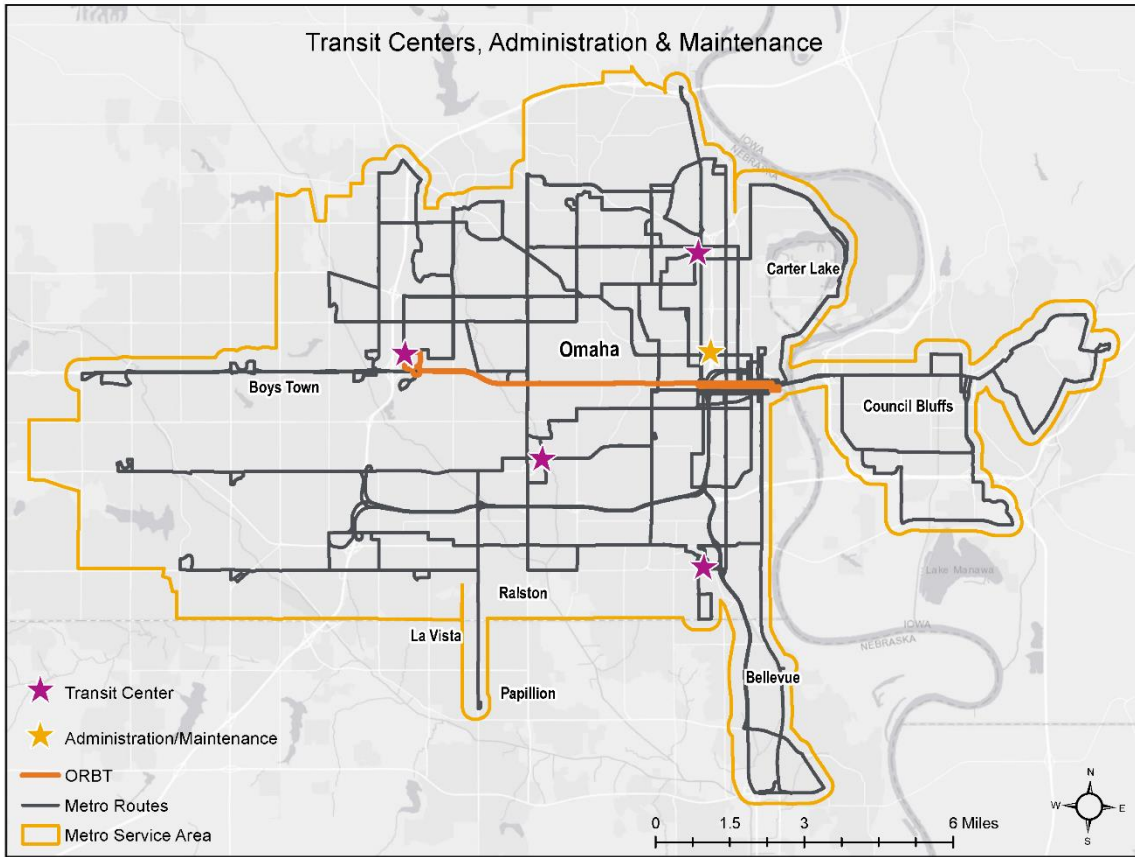 Transit Centers, Administration & Maintenance
IOWA
NEBRASKA
Carter Lake
Omaha
Boys Town
Council Bluffs
Lake Manawa
Ralston
IOWA
NEBRASKA
La Vista
Bellevue
Papillion
Transit Center
Administration/Maintenance
ORBT
Metro Routes
Metro Service Area
0 1.5 3 6 Miles
N
W E
S